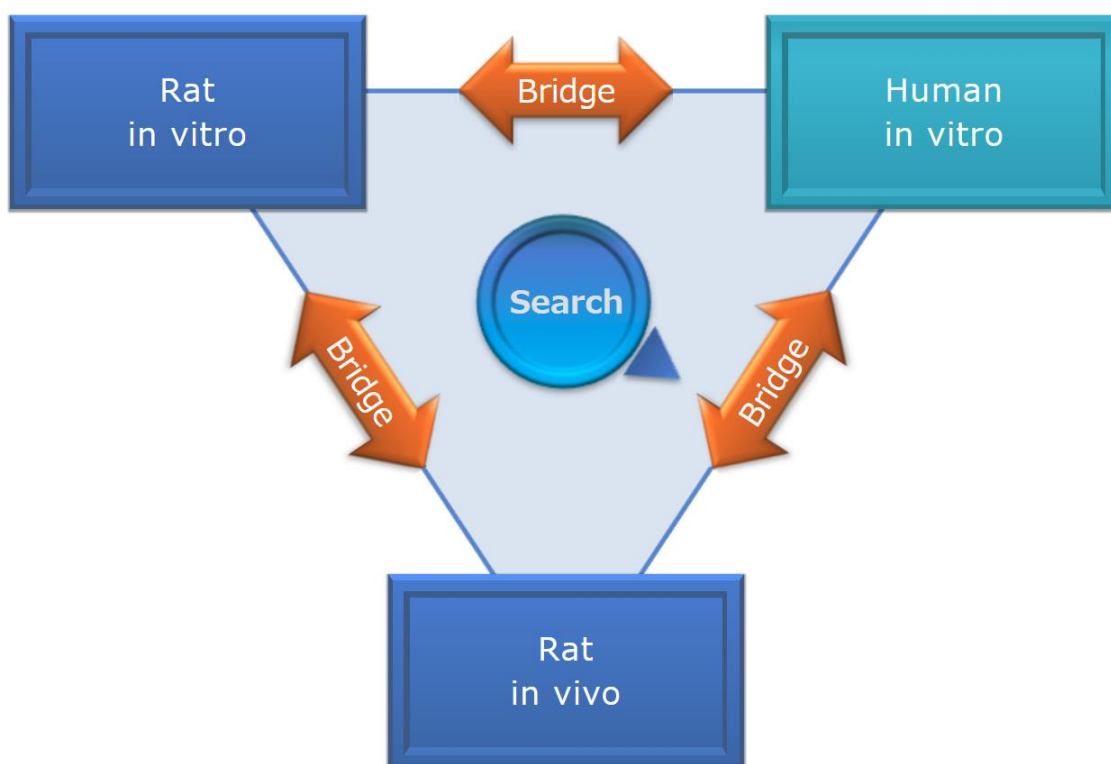 Rat
in vitro
Bridge
Human
in vitro
Search
Bridge
Bridge
Rat
in vivo